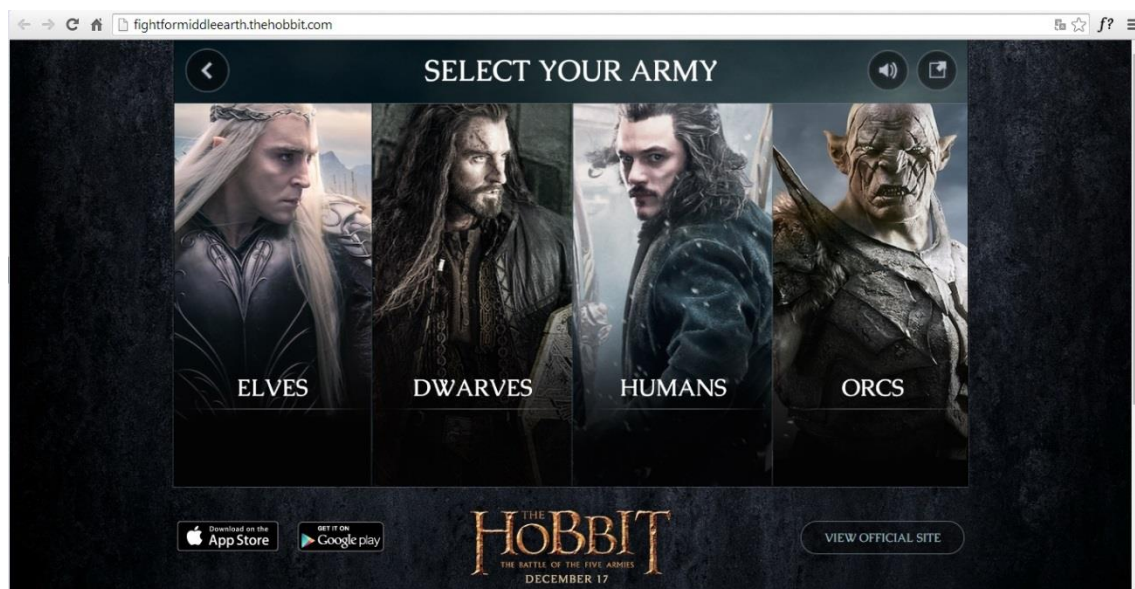 fightformiddleearth.thehobbit.com
f?
SELECT YOUR ARMY
ELVES
DWARVES
HUMANS
ORCS
Download on the
App Store
GET IT ON
Google play
THE
HOBBIT
THE BATTLE OF THE FIVE ARMIES
DECEMBER 17
VIEW OFFICIAL SITE